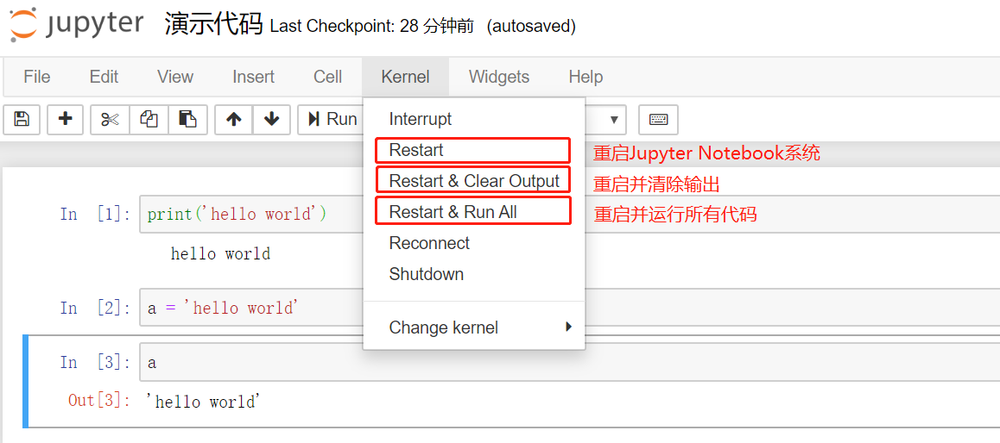 jupyter 演示代码 Last Checkpoint: 28 分钟前 (autosaved)
File Edit View Insert Cell Kernel Widgets Help
Run
Interrupt
Restart 重启Jupyter Notebook系统
Restart & Clear Output 重启并清除输出
Restart & Run All 重启并运行所有代码
Reconnect
Shutdown
Change kernel
In [1]: print('hello world')
hello world
In [2]: a = 'hello world'
In [3]: a
Out[3]: 'hello world'